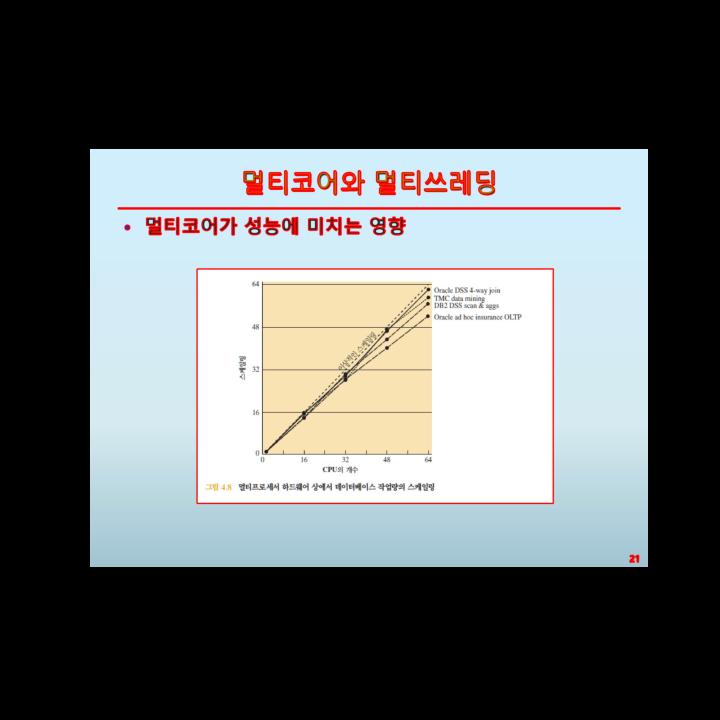 멀티코어와 멀티쓰레딩
• 멀티코어가 성능에 미치는 영향
64
48
32
16
0
스케일링
이상적인 스케일링
Oracle DSS 4-way join
TMC data mining
DB2 DSS scan & aggs
Oracle ad hoc insurance OLTP
0 16 32 48 64
CPU의 개수
그림 4.8 멀티프로세서 하드웨어 상에서 데이터베이스 작업량의 스케일링
21